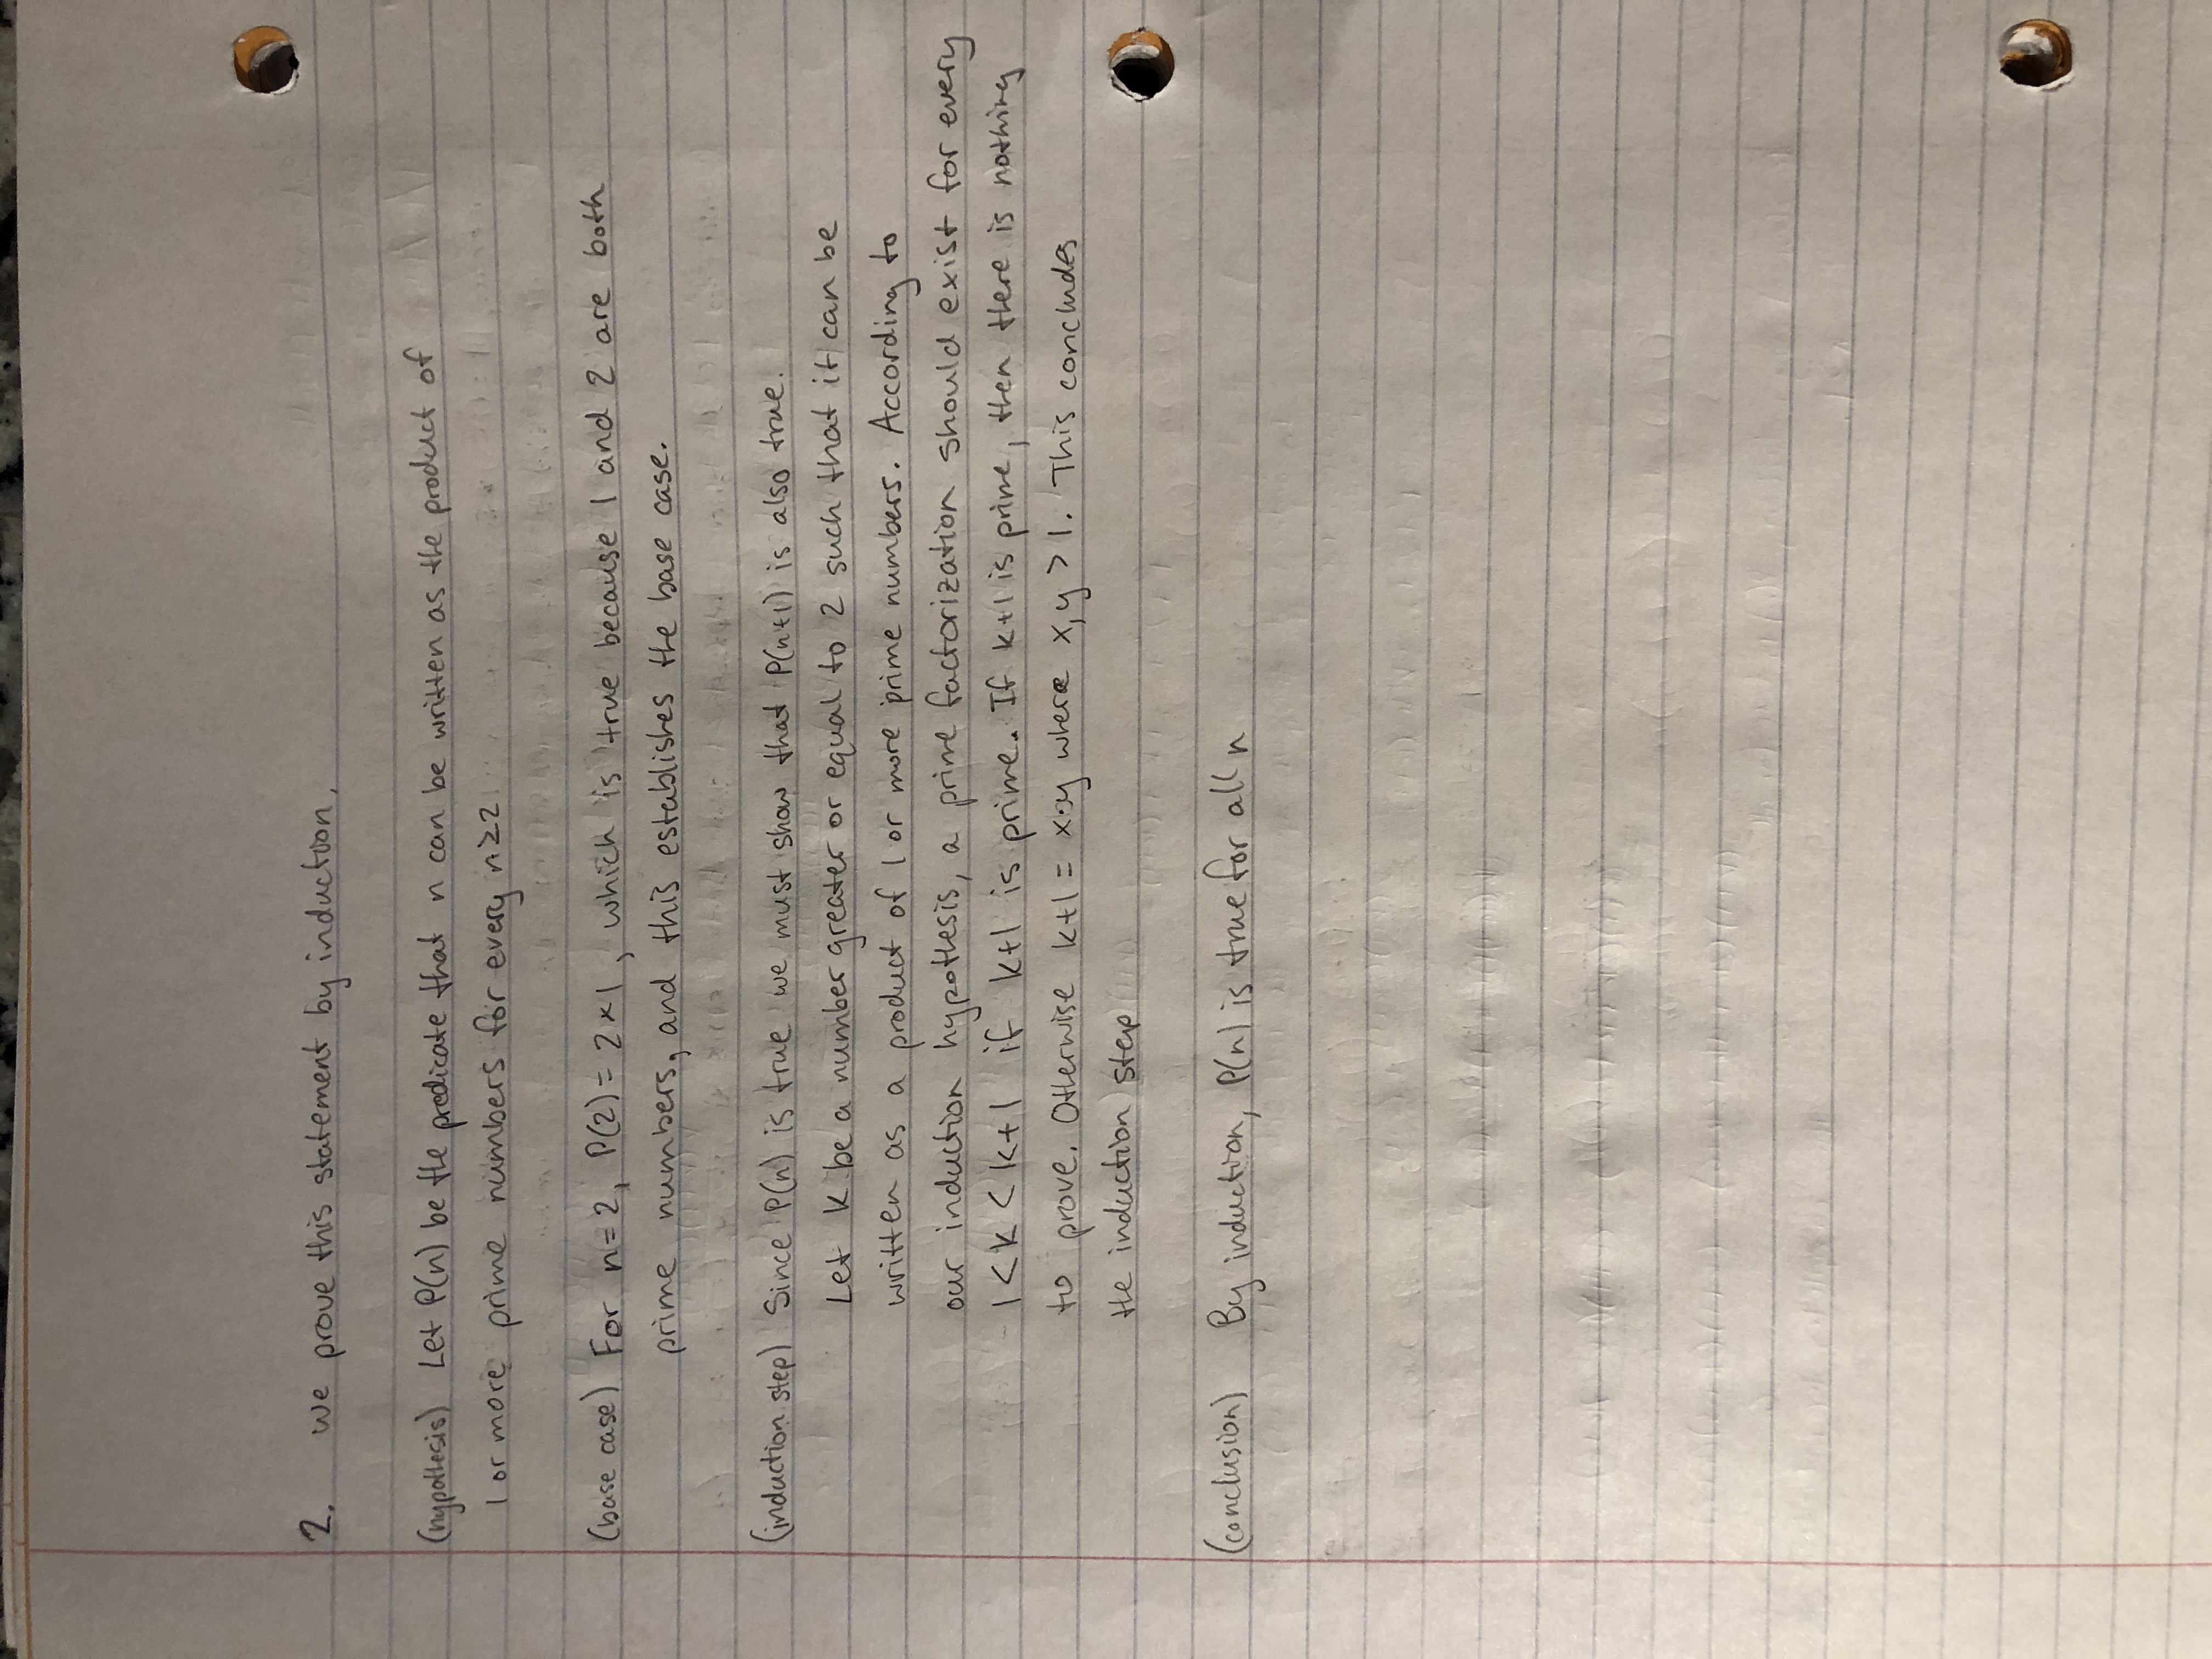 2. we prove this statement by induction,
(hypothesis) Let P(n) be the predicate that n can be written as the product of
1 or more prime numbers for every n≥2
(base case) For n=2, P(2) = 2×1, which is true because 1 and 2 are both
prime numbers, and this establishes the base case.
(induction step) Since P(n) is true we must show that P(n+1) is also true.
Let k be a number greater or equal to 2 such that it can be
written as a product of 1 or more prime numbers. According to
our induction hypothesis, a prime factorization should exist for every
1<k<k+1 if k+1 is prime. If k+1 is prime, then there is nothing
to prove. Otherwise k+1 = x·y where x,y > 1. This concludes
the induction step
(conclusion) By induction, P(n) is true for all n